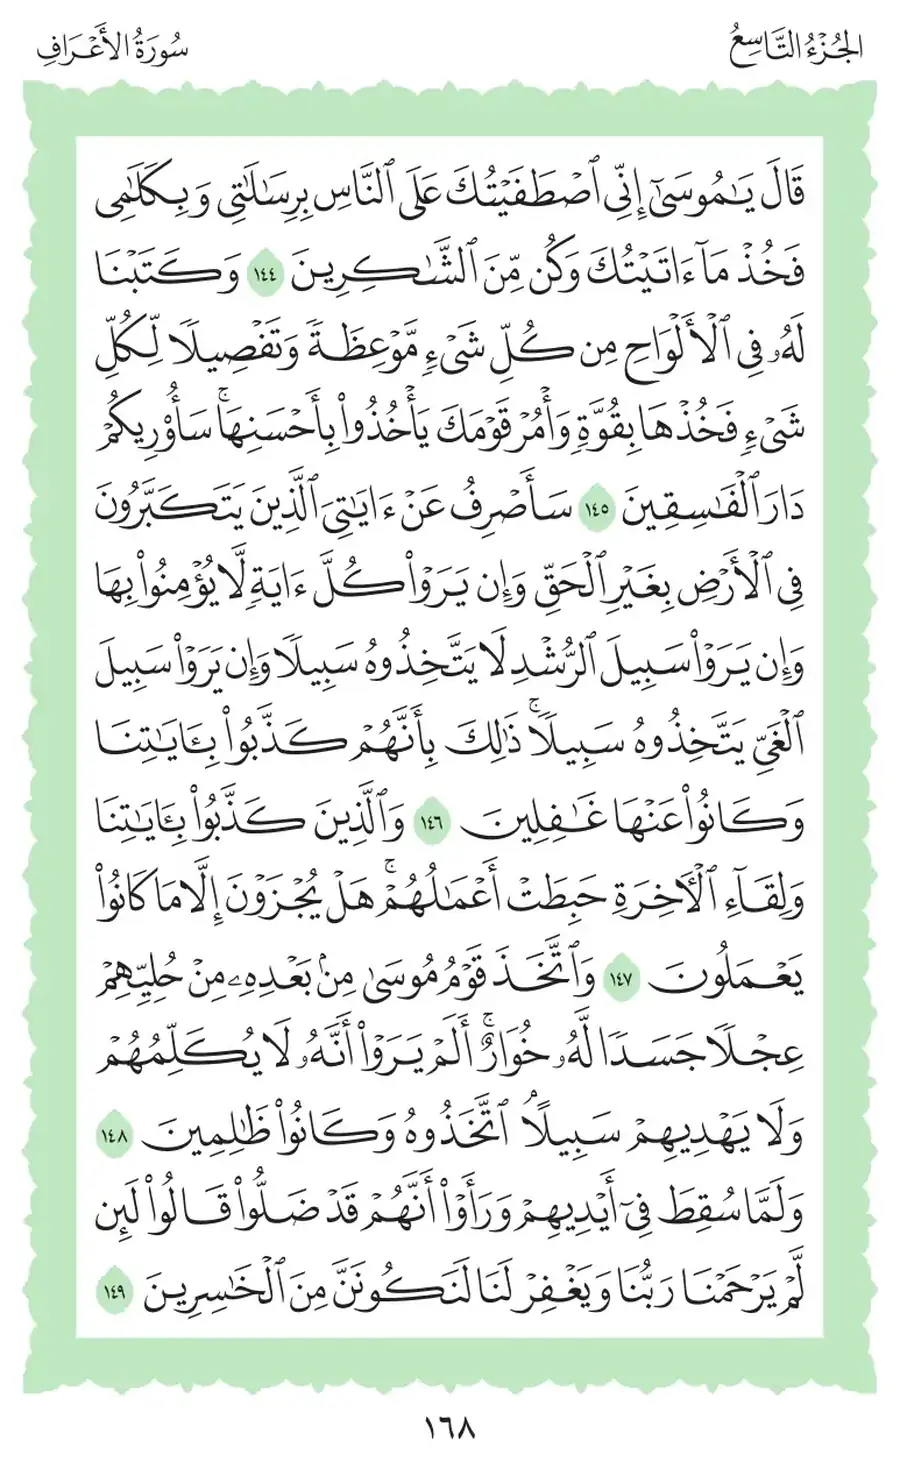 الجُزْءُ التَّاسِعُ
سُورَةُ الأَعْرَافِ
قَالَ يَٰمُوسَىٰٓ إِنِّي ٱصْطَفَيْتُكَ عَلَى ٱلنَّاسِ بِرِسَٰلَٰتِي وَبِكَلَٰمِي
فَخُذْ مَآ ءَاتَيْتُكَ وَكُن مِّنَ ٱلشَّٰكِرِينَ ١٤٤ وَكَتَبْنَا
لَهُۥ فِي ٱلْأَلْوَاحِ مِن كُلِّ شَيْءٍ مَّوْعِظَةً وَتَفْصِيلًا لِّكُلِّ
شَيْءٍ فَخُذْهَا بِقُوَّةٍ وَأْمُرْ قَوْمَكَ يَأْخُذُوا۟ بِأَحْسَنِهَاۚ سَأُو۟رِيكُمْ
دَارَ ٱلْفَٰسِقِينَ ١٤٥ سَأَصْرِفُ عَنْ ءَايَٰتِيَ ٱلَّذِينَ يَتَكَبَّرُونَ
فِي ٱلْأَرْضِ بِغَيْرِ ٱلْحَقِّ وَإِن يَرَوْا۟ كُلَّ ءَايَةٍ لَّا يُؤْمِنُوا۟ بِهَا
وَإِن يَرَوْا۟ سَبِيلَ ٱلرُّشْدِ لَا يَتَّخِذُوهُ سَبِيلًا وَإِن يَرَوْا۟ سَبِيلَ
ٱلْغَيِّ يَتَّخِذُوهُ سَبِيلًاۚ ذَٰلِكَ بِأَنَّهُمْ كَذَّبُوا۟ بِـَٔايَٰتِنَا
وَكَانُوا۟ عَنْهَا غَٰفِلِينَ ١٤٦ وَٱلَّذِينَ كَذَّبُوا۟ بِـَٔايَٰتِنَا
وَلِقَآءِ ٱلْأٓخِرَةِ حَبِطَتْ أَعْمَٰلُهُمْۚ هَلْ يُجْزَوْنَ إِلَّا مَا كَانُوا۟
يَعْمَلُونَ ١٤٧ وَٱتَّخَذَ قَوْمُ مُوسَىٰ مِنۢ بَعْدِهِۦ مِنْ حُلِيِّهِمْ
عِجْلًا جَسَدًا لَّهُۥ خُوَارٌۚ أَلَمْ يَرَوْا۟ أَنَّهُۥ لَا يُكَلِّمُهُمْ
وَلَا يَهْدِيهِمْ سَبِيلًاۘ ٱتَّخَذُوهُ وَكَانُوا۟ ظَٰلِمِينَ ١٤٨
وَلَمَّا سُقِطَ فِيٓ أَيْدِيهِمْ وَرَأَوْا۟ أَنَّهُمْ قَدْ ضَلُّوا۟ قَالُوا۟ لَئِن
لَّمْ يَرْحَمْنَا رَبُّنَا وَيَغْفِرْ لَنَا لَنَكُونَنَّ مِنَ ٱلْخَٰسِرِينَ ١٤٩
١٦٨